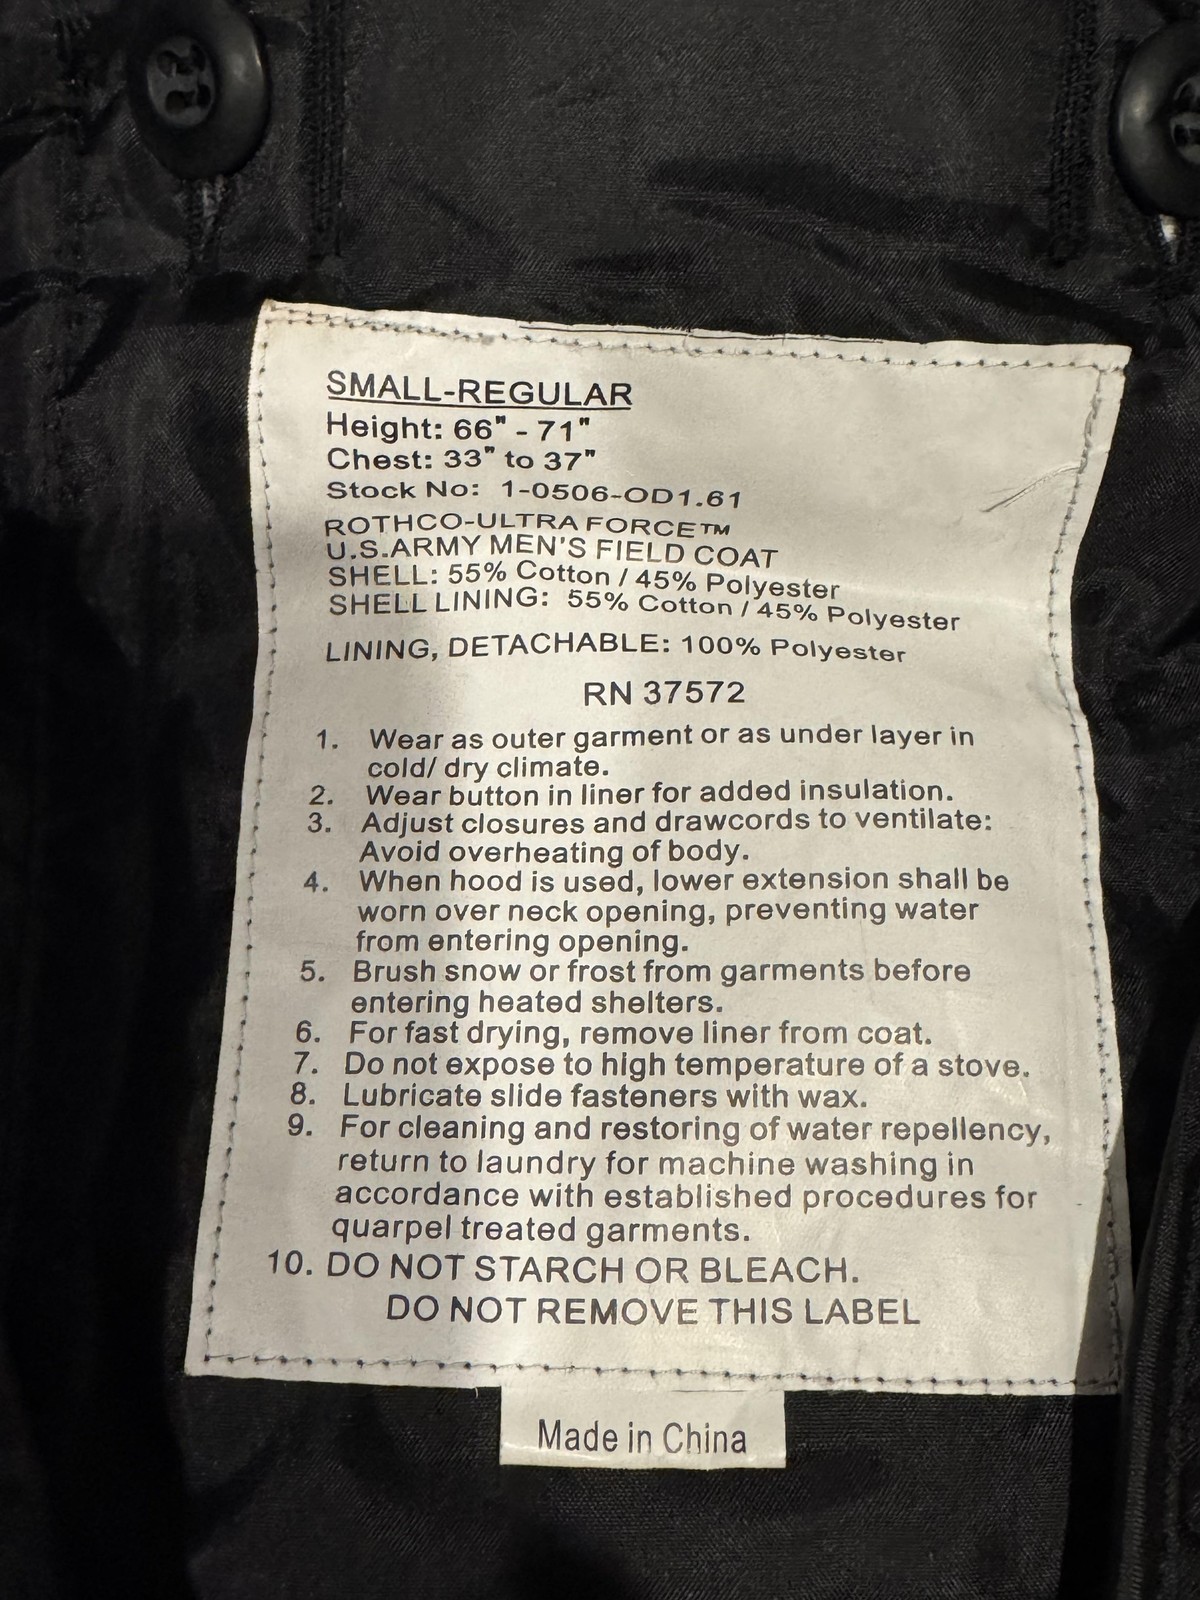 SMALL-REGULAR
Height: 66" - 71"
Chest: 33" to 37"
Stock No: 1-0506-OD1.61
ROTHCO-ULTRA FORCE™
U.S.ARMY MEN'S FIELD COAT
SHELL: 55% Cotton / 45% Polyester
SHELL LINING: 55% Cotton / 45% Polyester
LINING, DETACHABLE: 100% Polyester
RN 37572
1. Wear as outer garment or as under layer in
cold/ dry climate.
2. Wear button in liner for added insulation.
3. Adjust closures and drawcords to ventilate:
Avoid overheating of body.
4. When hood is used, lower extension shall be
worn over neck opening, preventing water
from entering opening.
5. Brush snow or frost from garments before
entering heated shelters.
6. For fast drying, remove liner from coat.
7. Do not expose to high temperature of a stove.
8. Lubricate slide fasteners with wax.
9. For cleaning and restoring of water repellency,
return to laundry for machine washing in
accordance with established procedures for
quarpel treated garments.
10. DO NOT STARCH OR BLEACH.
DO NOT REMOVE THIS LABEL
Made in China